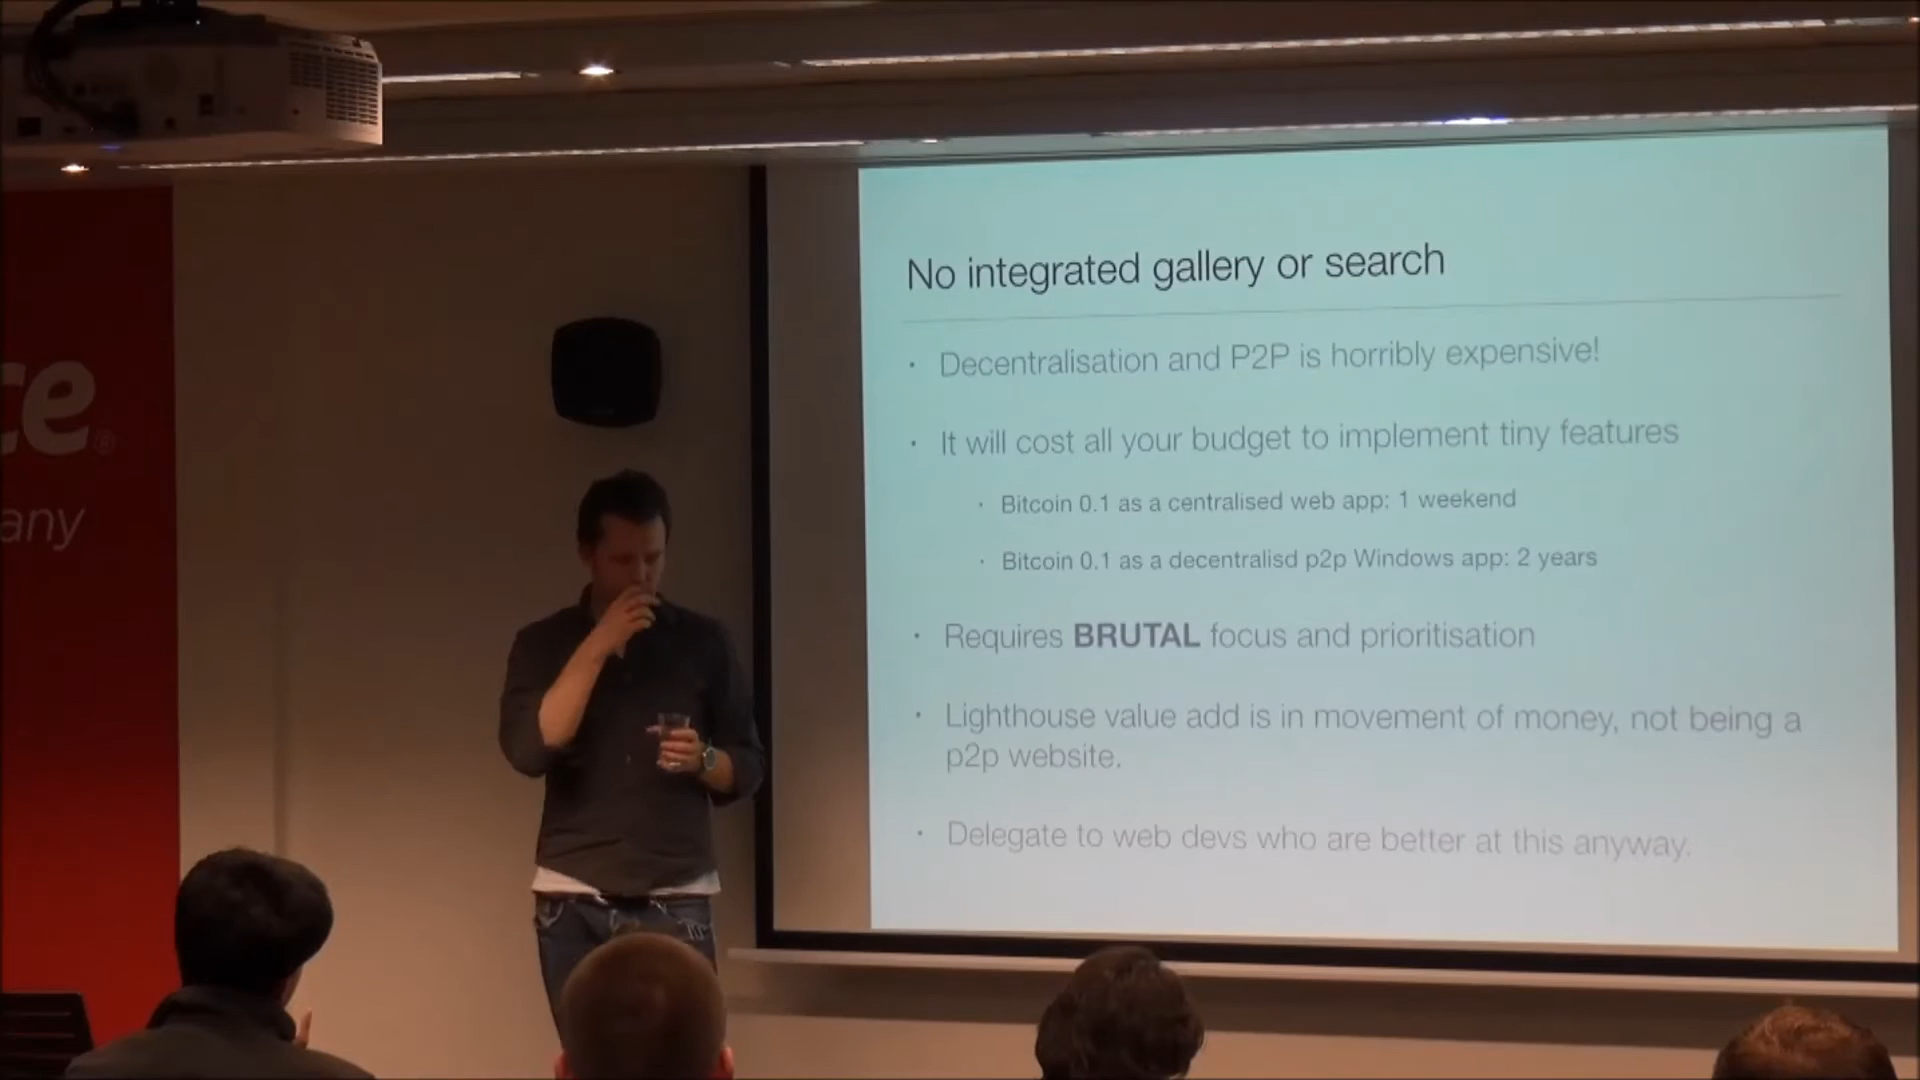 ce®
any
No integrated gallery or search
· Decentralisation and P2P is horribly expensive!
· It will cost all your budget to implement tiny features
· Bitcoin 0.1 as a centralised web app: 1 weekend
· Bitcoin 0.1 as a decentralisd p2p Windows app: 2 years
· Requires BRUTAL focus and prioritisation
· Lighthouse value add is in movement of money, not being a
p2p website.
· Delegate to web devs who are better at this anyway.